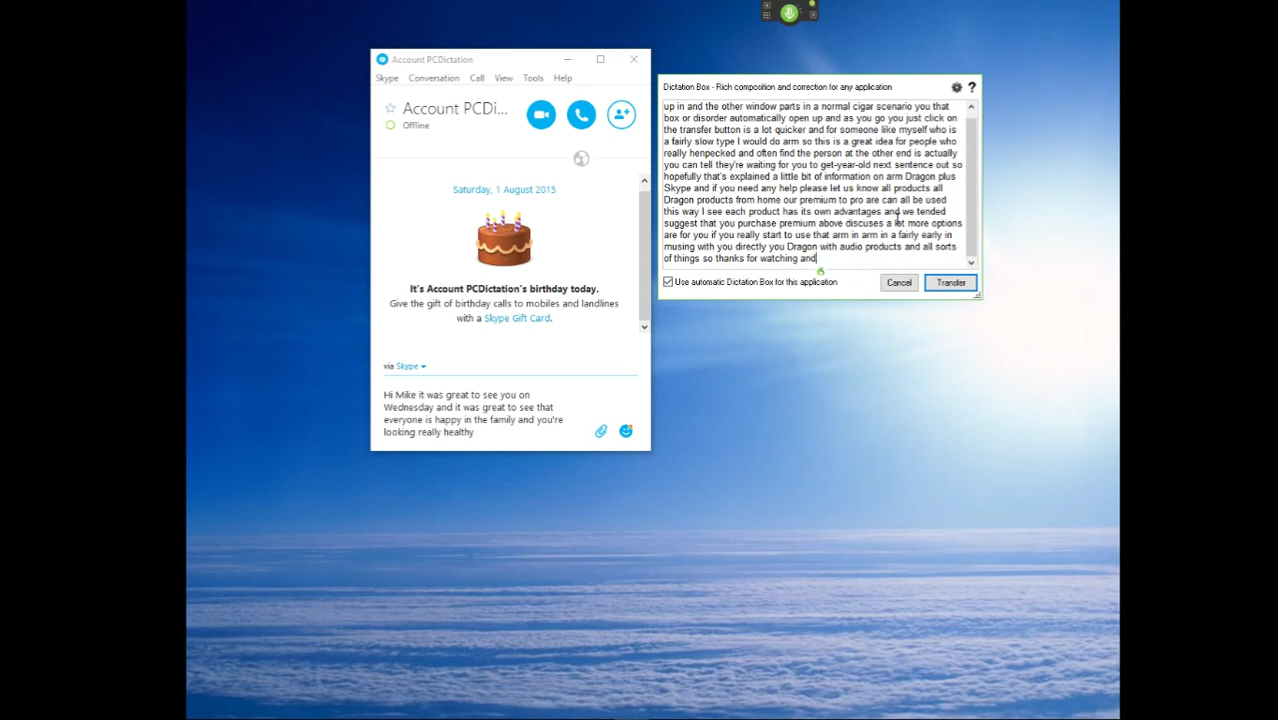 Account PCDictation
Skype Conversation Call View Tools Help
Account PCDi...
Offline
Saturday, 1 August 2015
It's Account PCDictation's birthday today.
Give the gift of birthday calls to mobiles and landlines
with a Skype Gift Card.
via Skype
Hi Mike it was great to see you on
Wednesday and it was great to see that
everyone is happy in the family and you're
looking really healthy
Dictation Box - Rich composition and correction for any application
up in and the other window parts in a normal cigar scenario you that
box or disorder automatically open up and as you go you just click on
the transfer button is a lot quicker and for someone like myself who is
a fairly slow type I would do arm so this is a great idea for people who
really henpecked and often find the person at the other end is actually
you can tell they're waiting for you to get-year-old next sentence out so
hopefully that's explained a little bit of information on arm Dragon plus
Skype and if you need any help please let us know all products all
Dragon products from home our premium to pro are can all be used
this way I see each product has its own advantages and we tended
suggest that you purchase premium above discuses a lot more options
are for you if you really start to use that arm in arm in a fairly early in
musing with you directly you Dragon with audio products and all sorts
of things so thanks for watching and
Use automatic Dictation Box for this application
Cancel
Transfer